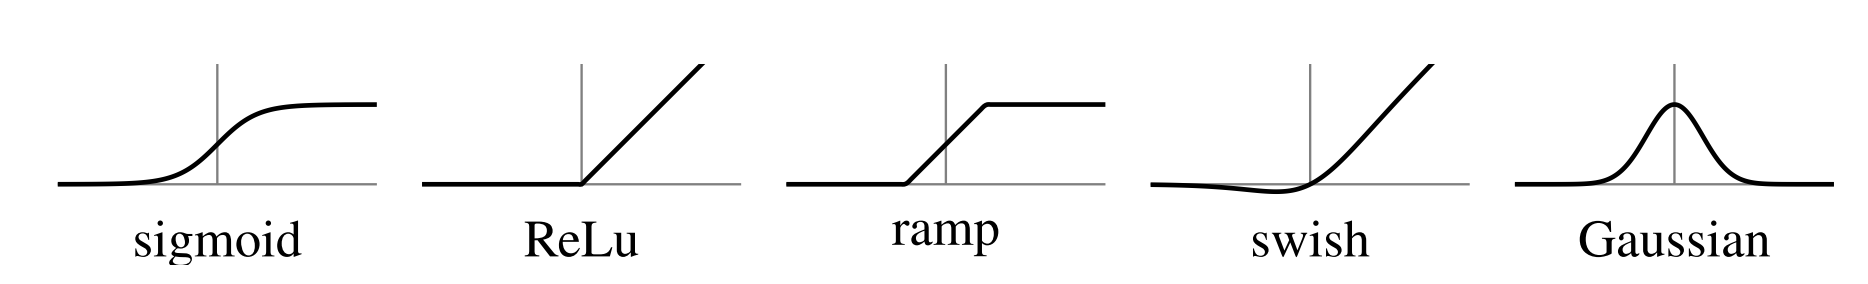 sigmoid
ReLu
ramp
swish
Gaussian